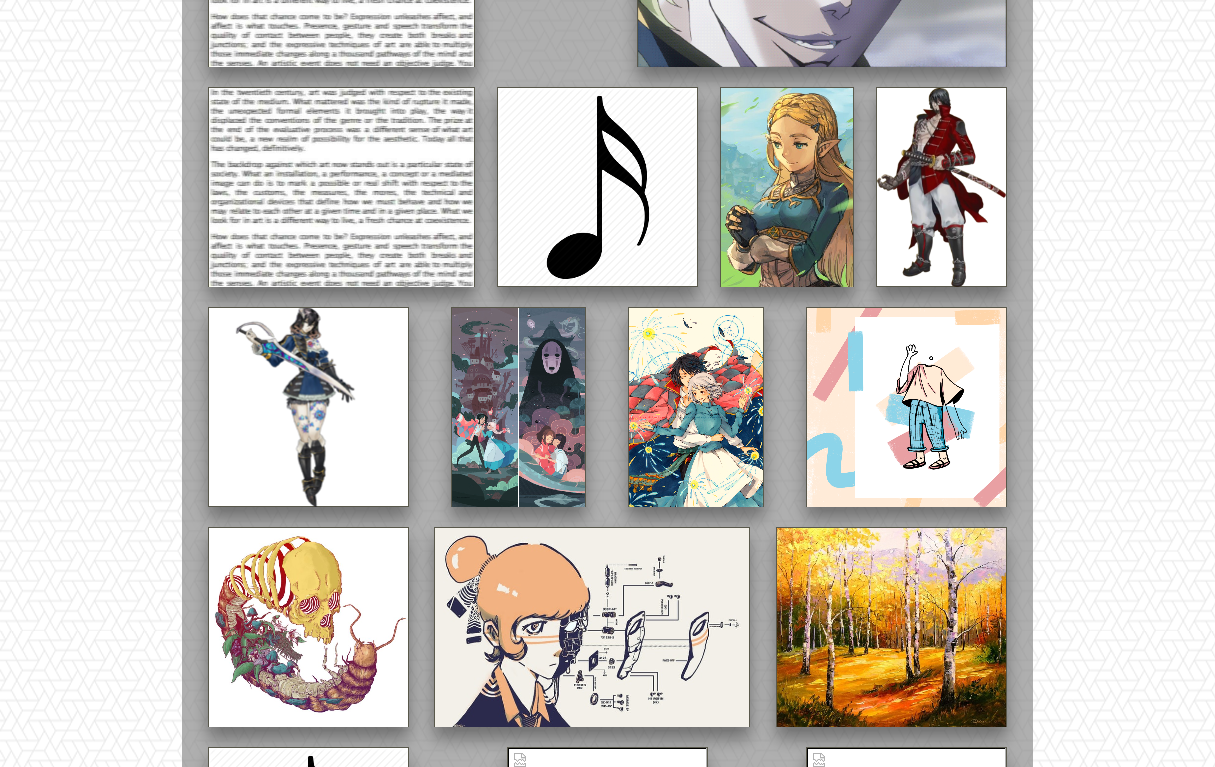 look for in art is a different way to live, a fresh chance at coexistence.
How does that chance come to be? Expression unleashes affect, and
affect is what touches. Presence, gesture and speech transform the
quality of contact between people, they create both breaks and
junctions; and the expressive techniques of art are able to multiply
those immediate changes along a thousand pathways of the mind and
the senses. An artistic event does not need an objective judge. You
In the twentieth century, art was judged with respect to the existing
state of the medium. What mattered was the kind of rupture it made,
the unexpected formal elements it brought into play, the way it
displaced the conventions of the genre or the tradition. The prize at
the end of the evaluative process was a different sense of what art
could be, a new realm of possibility for the aesthetic. Today all that
has changed, definitively.
The backdrop against which art now stands out is a particular state of
society. What an installation, a performance, a concept or a mediated
image can do is to mark a possible or real shift with respect to the
laws, the customs, the measures, the mores, the technical and
organizational devices that define how we must behave and how we
may relate to each other at a given time and in a given place. What we
look for in art is a different way to live, a fresh chance at coexistence.
How does that chance come to be? Expression unleashes affect, and
affect is what touches. Presence, gesture and speech transform the
quality of contact between people, they create both breaks and
junctions; and the expressive techniques of art are able to multiply
those immediate changes along a thousand pathways of the mind and
the senses. An artistic event does not need an objective judge. You